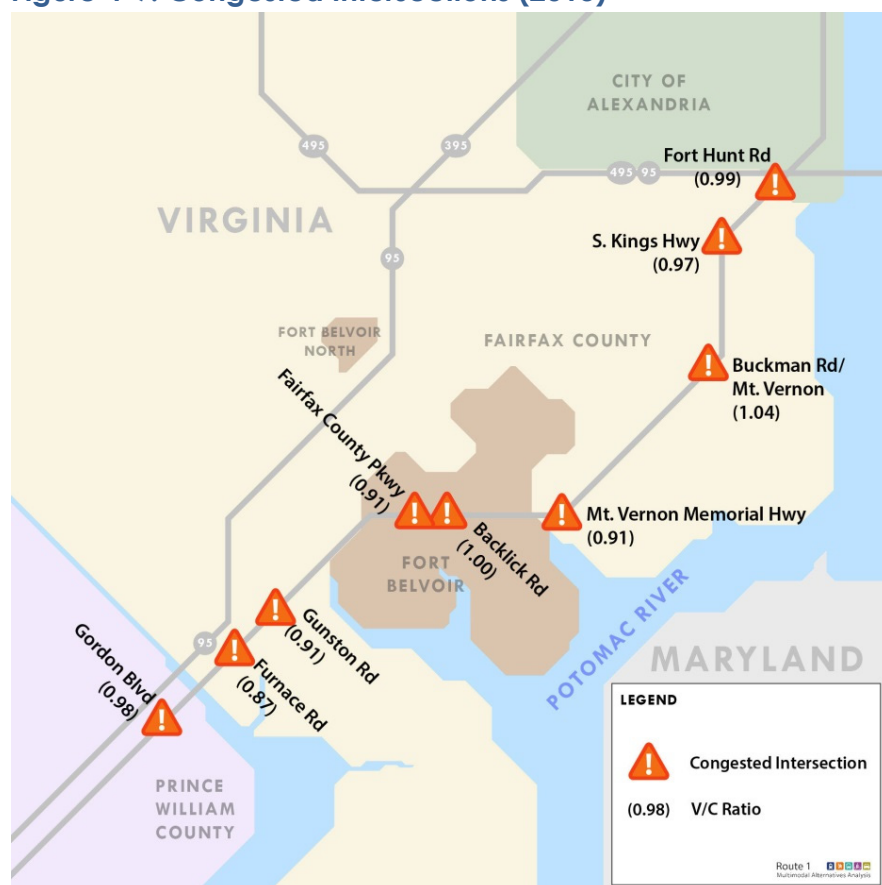 CITY OF
ALEXANDRIA
495
395
Fort Hunt Rd
(0.99)
495 95
VIRGINIA
S. Kings Hwy
(0.97)
95
FORT BELVOIR
NORTH
FAIRFAX COUNTY
Buckman Rd/
Mt. Vernon
(1.04)
Fairfax County Pkwy
(0.91)
Backlick Rd
(1.00)
Mt. Vernon Memorial Hwy
(0.91)
FORT
BELVOIR
POTOMAC RIVER
Gunston Rd
(0.91)
Furnace Rd
(0.87)
95
Gordon Blvd
(0.98)
MARYLAND
PRINCE
WILLIAM
COUNTY
LEGEND
Congested Intersection
(0.98) V/C Ratio
Route 1
Multimodal Alternatives Analysis